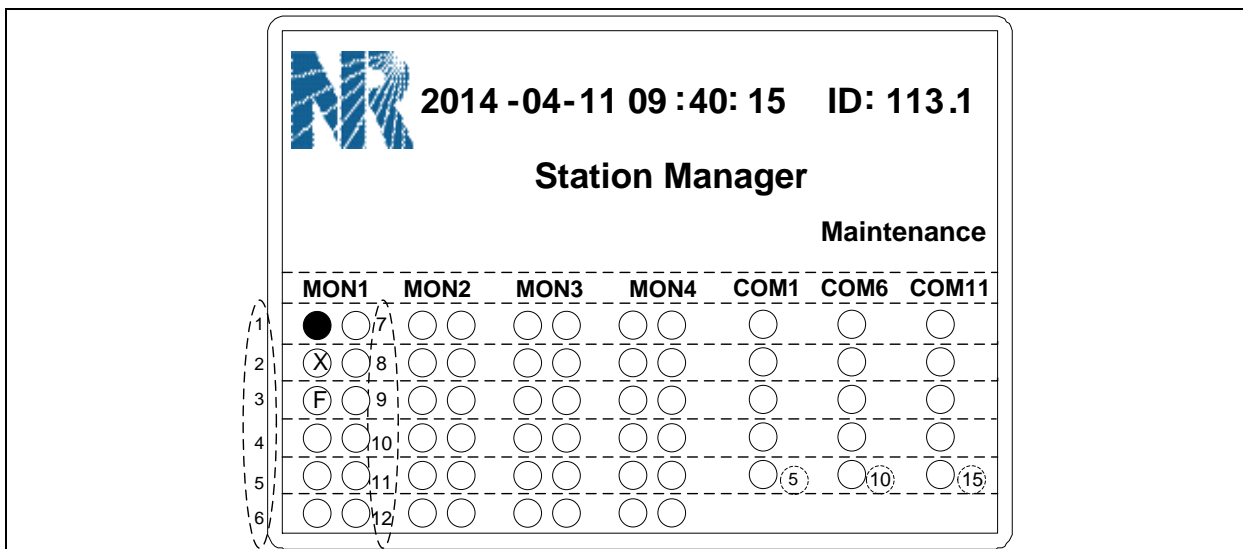 NR
2014-04-11 09:40:15 ID: 113.1
Station Manager
Maintenance
MON1 MON2 MON3 MON4 COM1 COM6 COM11
1 7
2 X 8
3 F 9
4 10
5 11 5 10 15
6 12